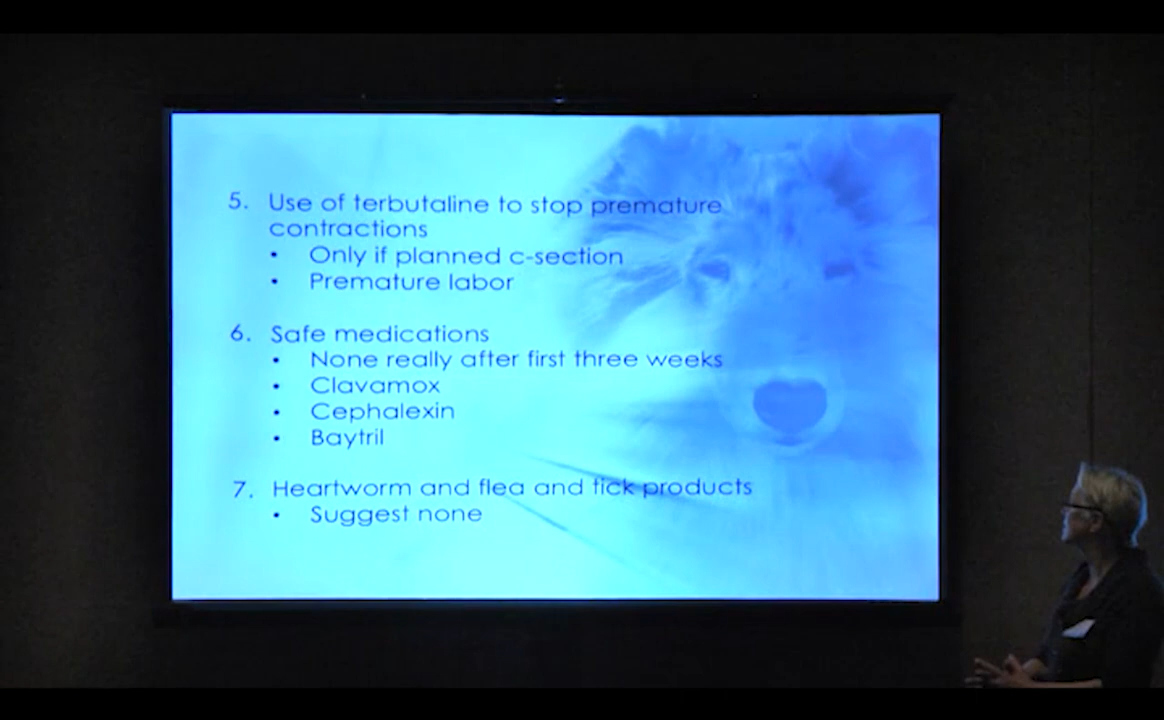 5. Use of terbutaline to stop premature
contractions
• Only if planned c-section
• Premature labor
6. Safe medications
• None really after first three weeks
• Clavamox
• Cephalexin
• Baytril
7. Heartworm and flea and tick products
• Suggest none